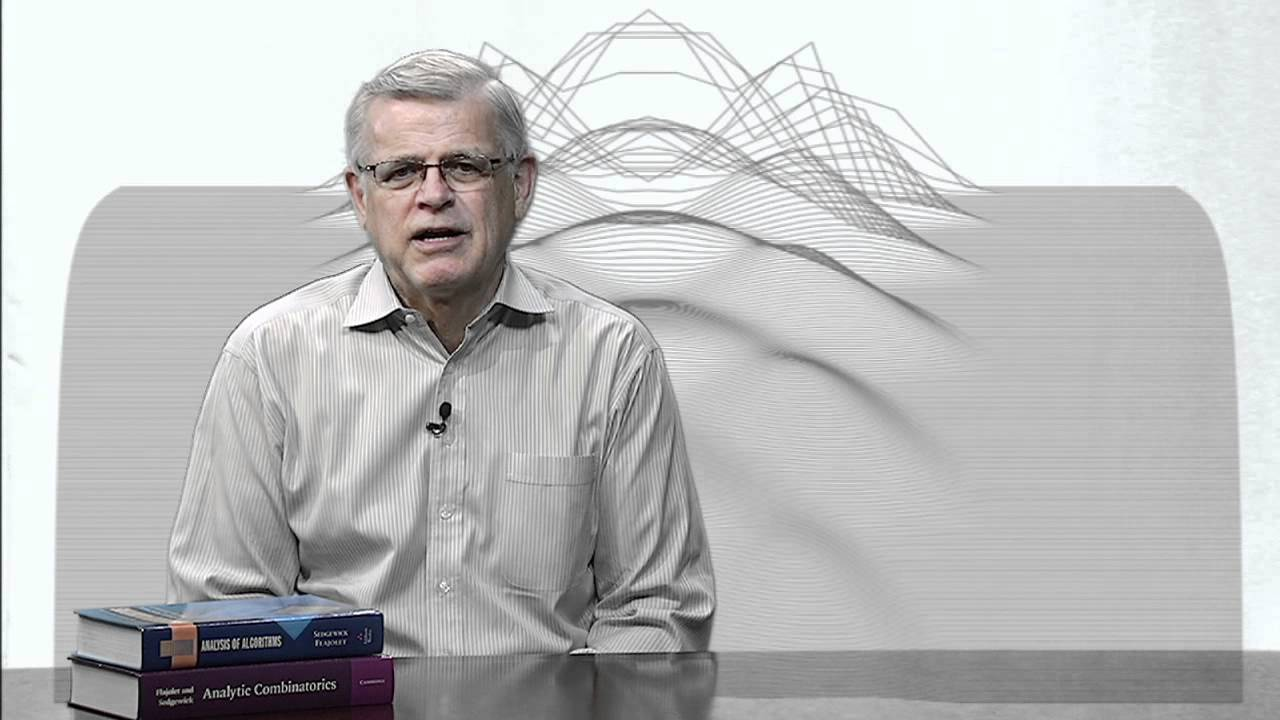 ANALYSIS OF ALGORITHMS
SEDGEWICK
FLAJOLET
Flajolet and
Sedgewick
Analytic Combinatorics
CAMBRIDGE